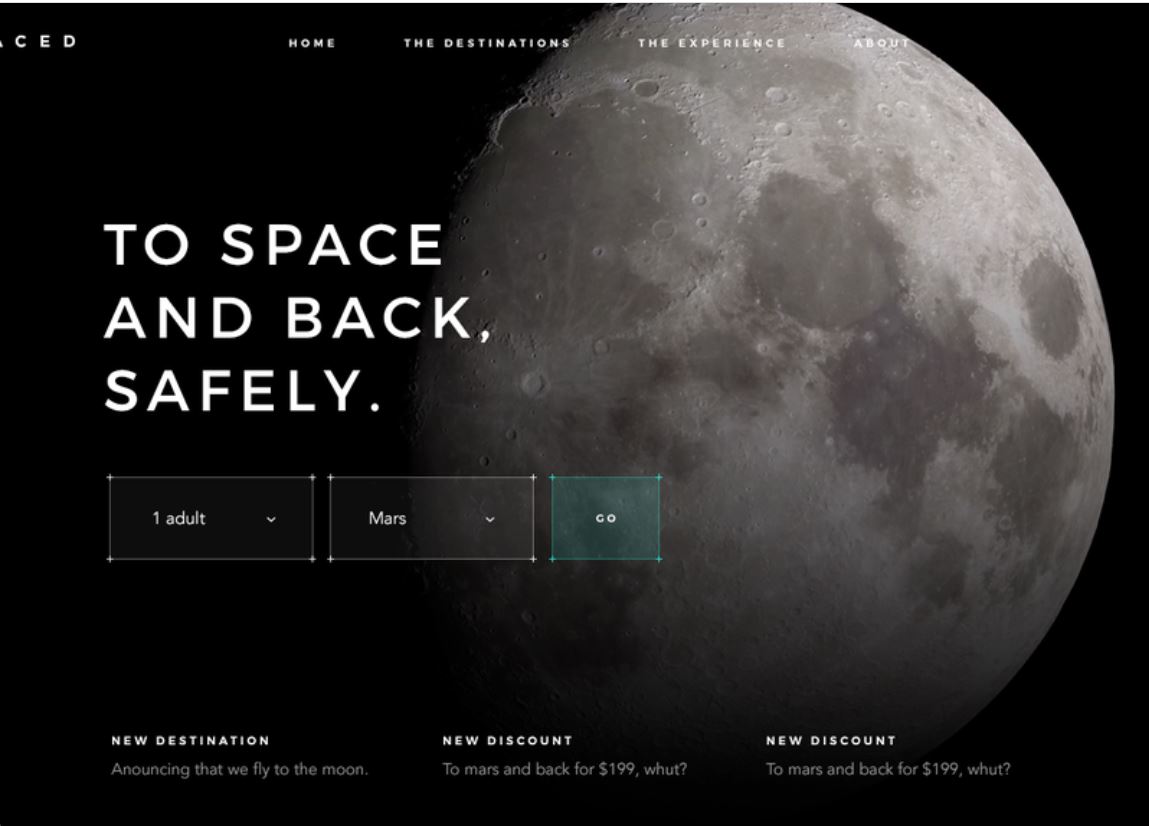 ACED
HOME THE DESTINATIONS THE EXPERIENCE ABOUT
TO SPACE
AND BACK,
SAFELY.
1 adult Mars GO
NEW DESTINATION NEW DISCOUNT NEW DISCOUNT
Anouncing that we fly to the moon. To mars and back for $199, whut? To mars and back for $199, whut?